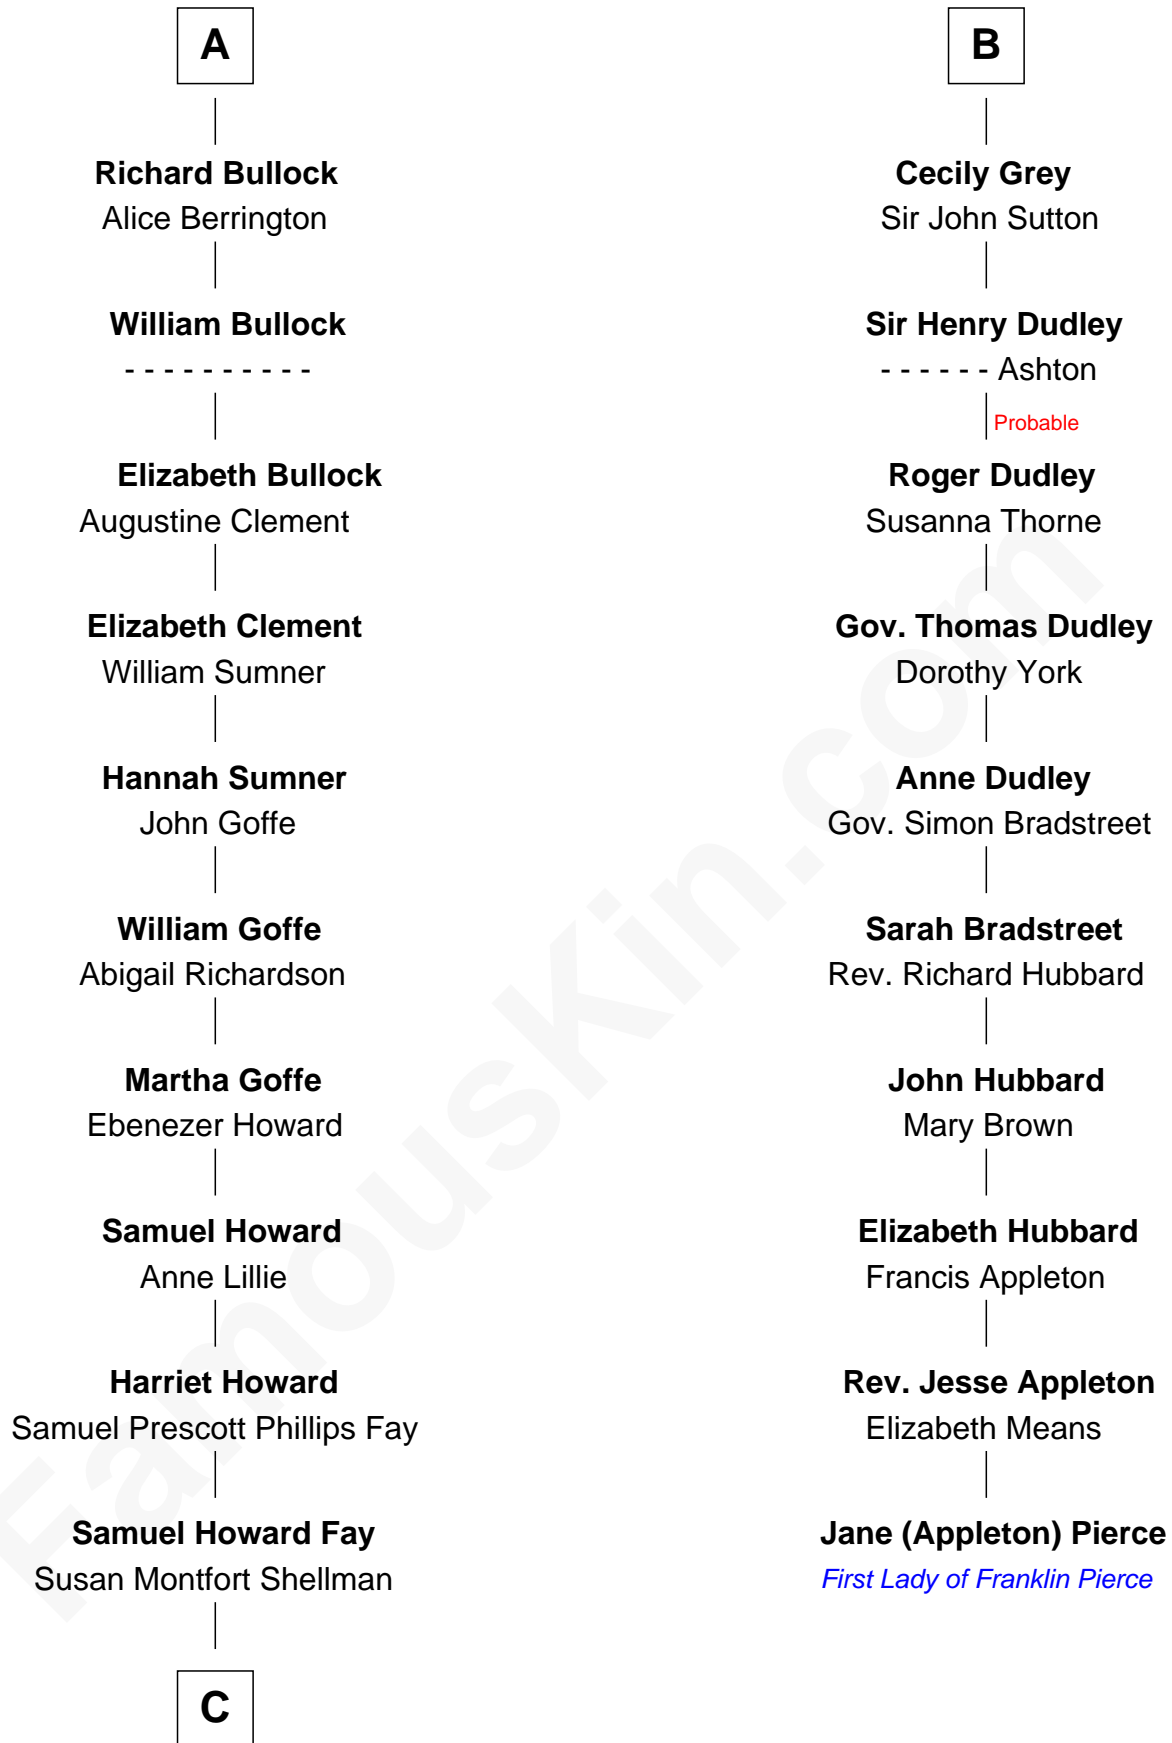 A
Richard Bullock
Alice Berrington
William Bullock
- - - - - - - - - -
Elizabeth Bullock
Augustine Clement
Elizabeth Clement
William Sumner
Hannah Sumner
John Goffe
William Goffe
Abigail Richardson
Martha Goffe
Ebenezer Howard
Samuel Howard
Anne Lillie
Harriet Howard
Samuel Prescott Phillips Fay
Samuel Howard Fay
Susan Montfort Shellman
C
B
Cecily Grey
Sir John Sutton
Sir Henry Dudley
- - - - - - Ashton
Probable
Roger Dudley
Susanna Thorne
Gov. Thomas Dudley
Dorothy York
Anne Dudley
Gov. Simon Bradstreet
Sarah Bradstreet
Rev. Richard Hubbard
John Hubbard
Mary Brown
Elizabeth Hubbard
Francis Appleton
Rev. Jesse Appleton
Elizabeth Means
Jane (Appleton) Pierce
First Lady of Franklin Pierce
FamousKin.com